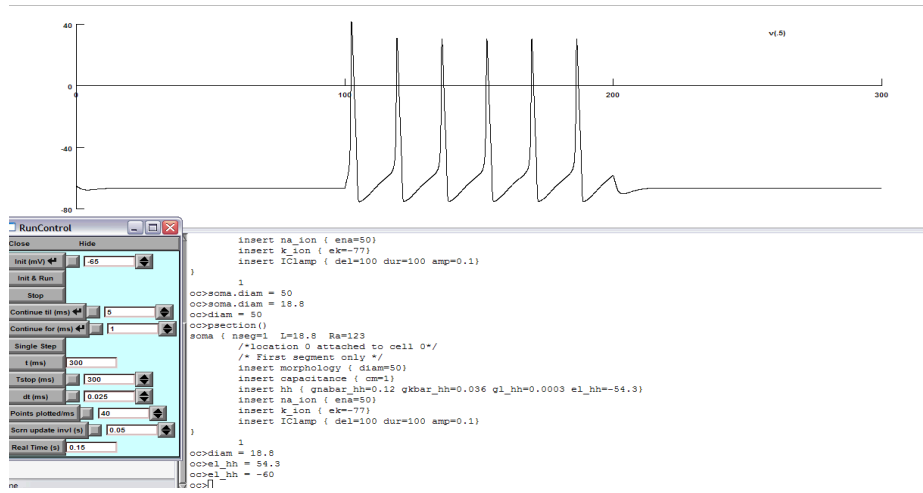 40
v(.5)
0
0 100 200 300
-40
-80
RunControl
Close Hide
Init (mV) -65
Init & Run
Stop
Continue til (ms) 5
Continue for (ms) 1
Single Step
t (ms) 300
Tstop (ms) 300
dt (ms) 0.025
Points plotted/ms 40
Scrn update invl (s) 0.05
Real Time (s) 0.15
insert na_ion { ena=50}
insert k_ion { ek=-77}
insert IClamp { del=100 dur=100 amp=0.1}
}
1
oc>soma.diam = 50
oc>soma.diam = 18.8
oc>diam = 50
oc>psection()
soma { nseg=1 L=18.8 Ra=123
/*location 0 attached to cell 0*/
/* First segment only */
insert morphology { diam=50}
insert capacitance { cm=1}
insert hh { gnabar_hh=0.12 gkbar_hh=0.036 gl_hh=0.0003 el_hh=-54.3}
insert na_ion { ena=50}
insert k_ion { ek=-77}
insert IClamp { del=100 dur=100 amp=0.1}
}
1
oc>diam = 18.8
oc>el_hh = 54.3
oc>el_hh = -60
oc>